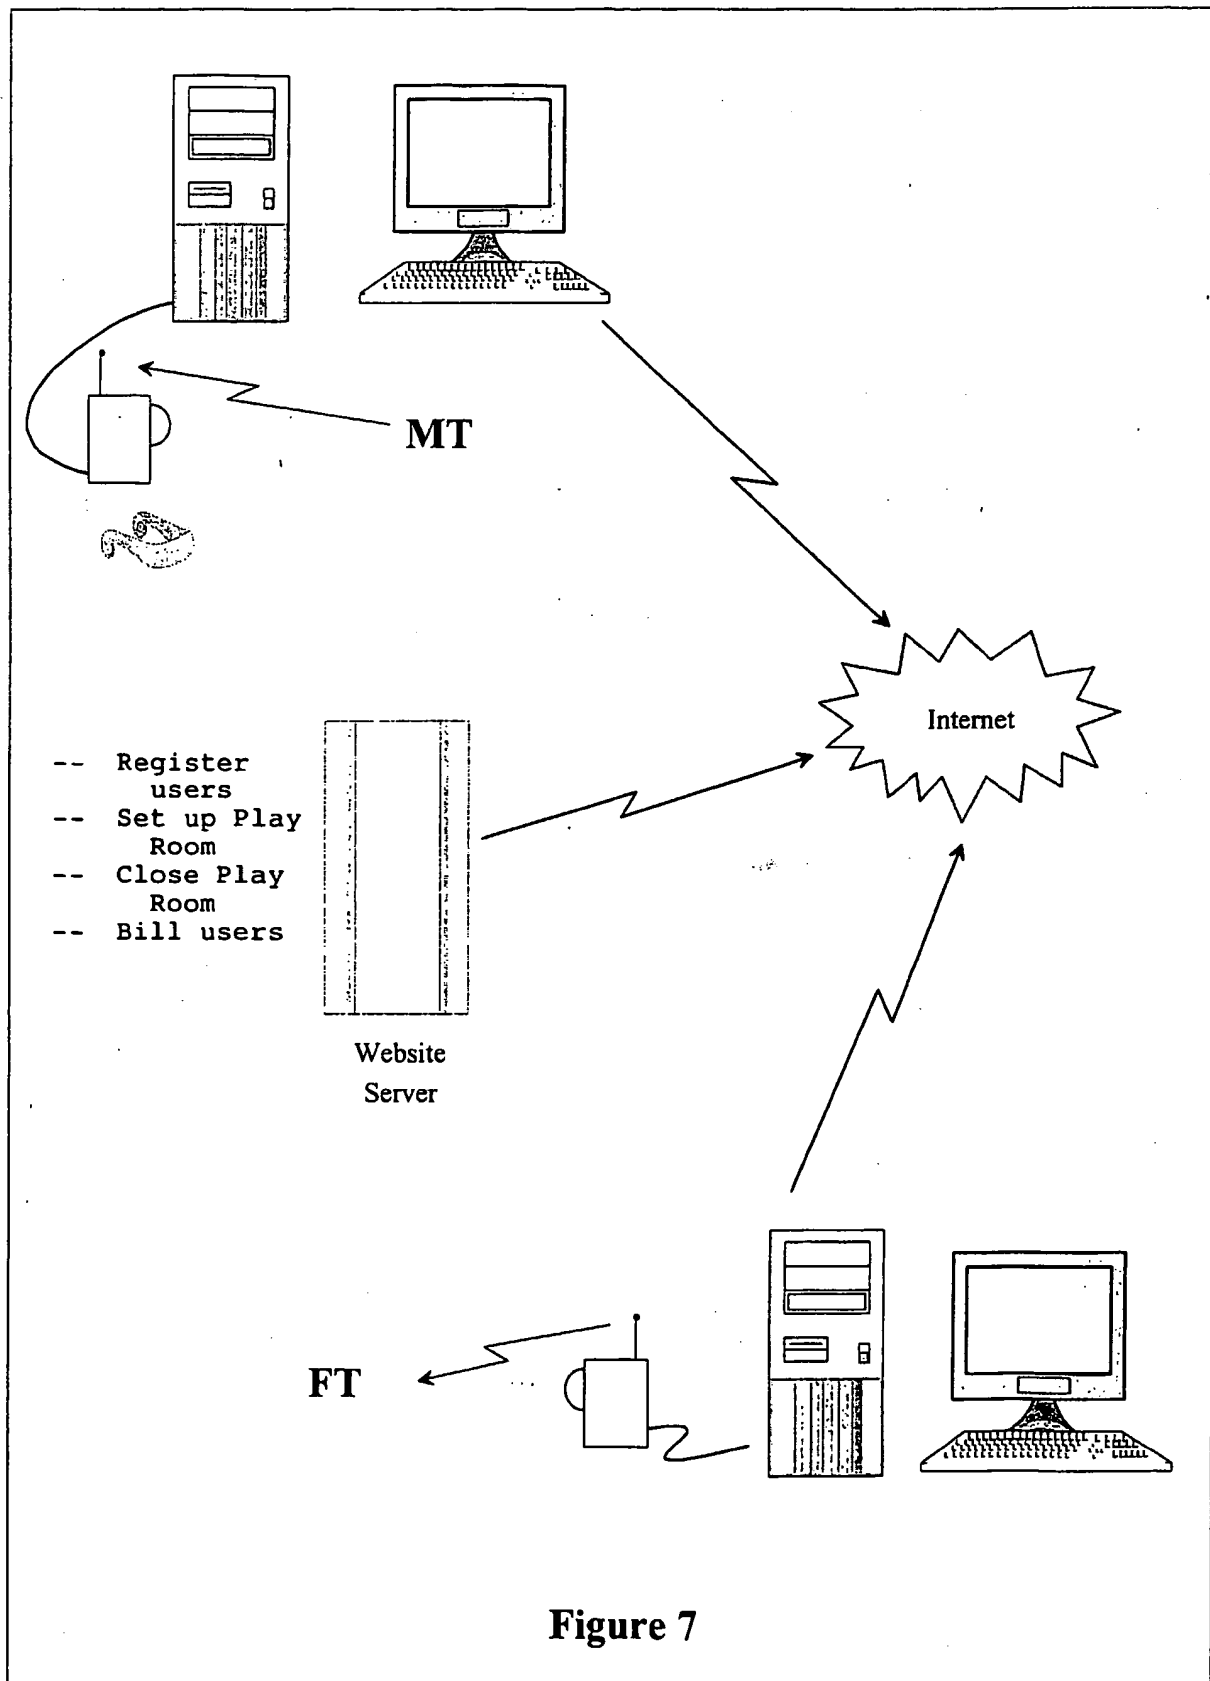 MT
Internet
-- Register
users
-- Set up Play
Room
-- Close Play
Room
-- Bill users
Website
Server
FT
Figure 7